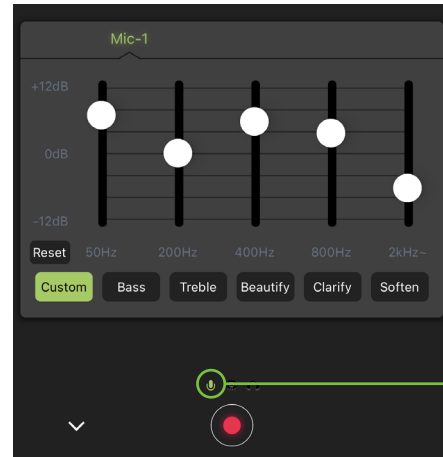 Mic-1
+12dB
0dB
-12dB
Reset 50Hz 200Hz 400Hz 800Hz 2kHz~
Custom Bass Treble Beautify Clarify Soften